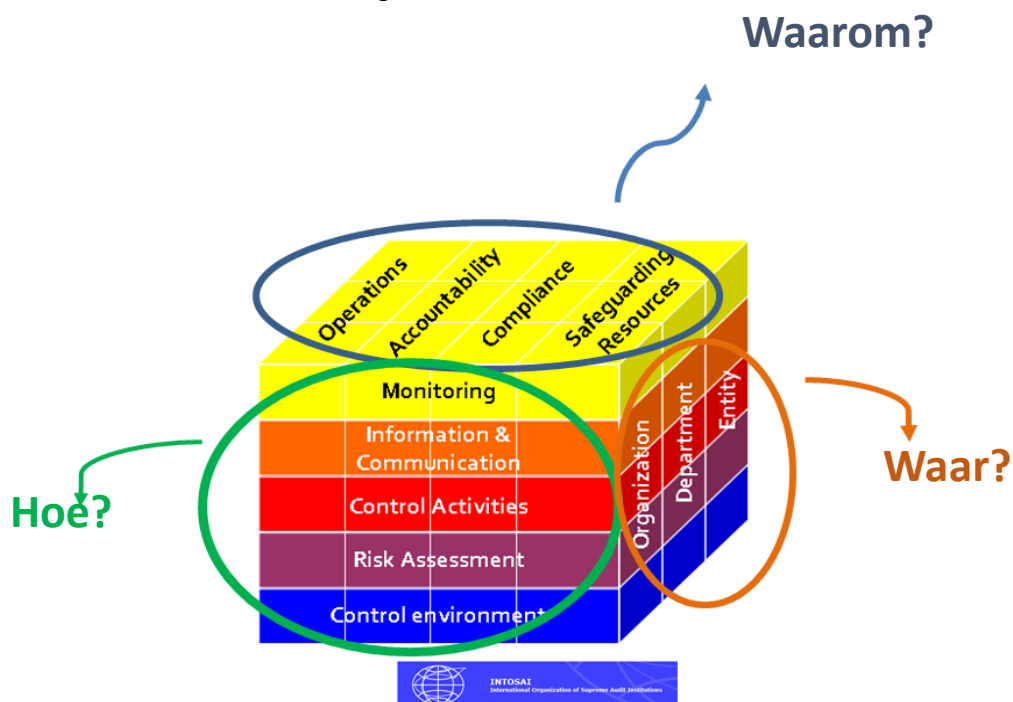 Waarom?
Operations
Accountability
Compliance
Safeguarding
Resources
Monitoring
Information &
Communication
Control Activities
Risk Assessment
Control environment
Organization
Department
Entity
Hoe?
Waar?
INTOSAI
International Organization of Supreme Audit Institutions